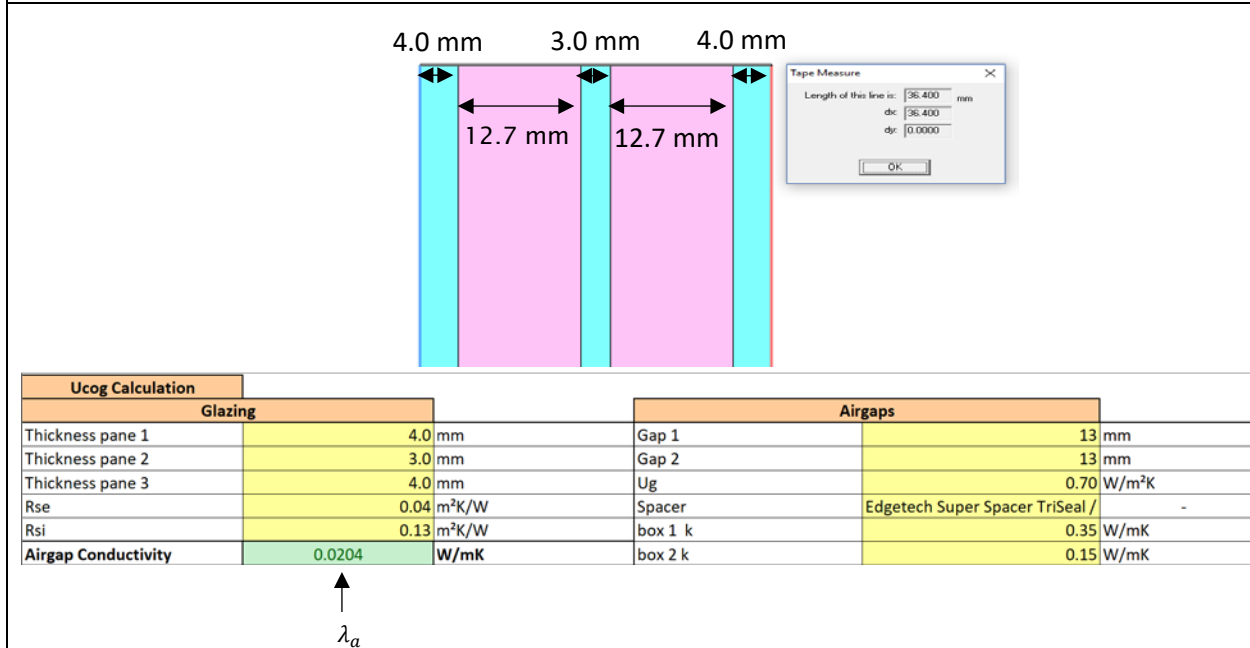 4.0 mm 3.0 mm 4.0 mm
12.7 mm 12.7 mm
Tape Measure
Length of this line is: 36.400 mm
dx: 36.400
dy: 0.0000
OK
Ucog Calculation
Glazing Airgaps
Thickness pane 1 4.0 mm Gap 1 13 mm
Thickness pane 2 3.0 mm Gap 2 13 mm
Thickness pane 3 4.0 mm Ug 0.70 W/m²K
Rse 0.04 m²K/W Spacer Edgetech Super Spacer TriSeal / -
Rsi 0.13 m²K/W box 1 k 0.35 W/mK
Airgap Conductivity 0.0204 W/mK box 2 k 0.15 W/mK
λₐ